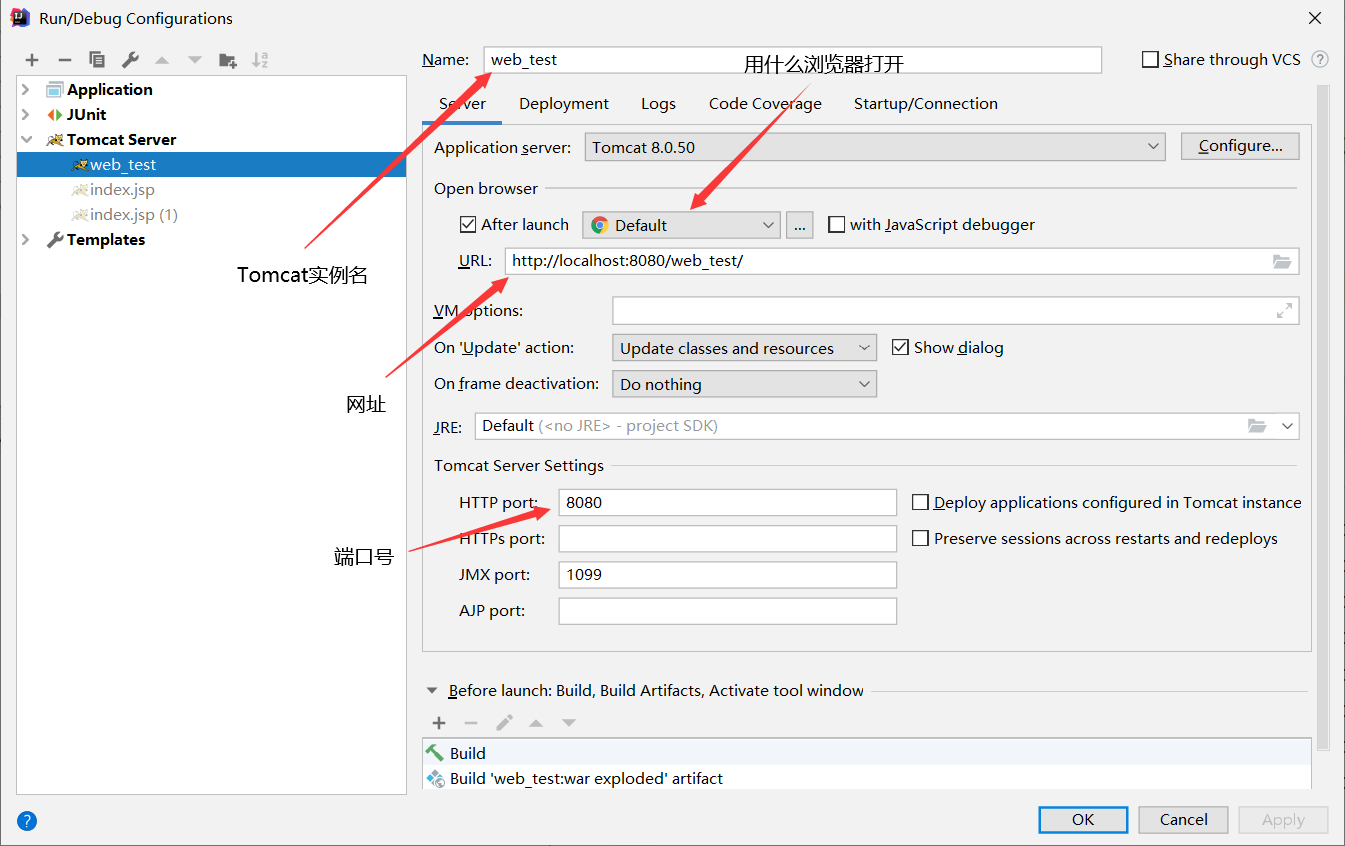 Run/Debug Configurations
Name: web_test
Share through VCS
用什么浏览器打开
Application
JUnit
Tomcat Server
web_test
index.jsp
index.jsp (1)
Templates
Tomcat实例名
网址
端口号
Server Deployment Logs Code Coverage Startup/Connection
Application server: Tomcat 8.0.50 Configure...
Open browser
After launch Default ... with JavaScript debugger
URL: http://localhost:8080/web_test/
VM options:
On 'Update' action: Update classes and resources Show dialog
On frame deactivation: Do nothing
JRE: Default (<no JRE> - project SDK)
Tomcat Server Settings
HTTP port: 8080 Deploy applications configured in Tomcat instance
HTTPs port: Preserve sessions across restarts and redeploys
JMX port: 1099
AJP port:
Before launch: Build, Build Artifacts, Activate tool window
Build
Build 'web_test:war exploded' artifact
OK Cancel Apply